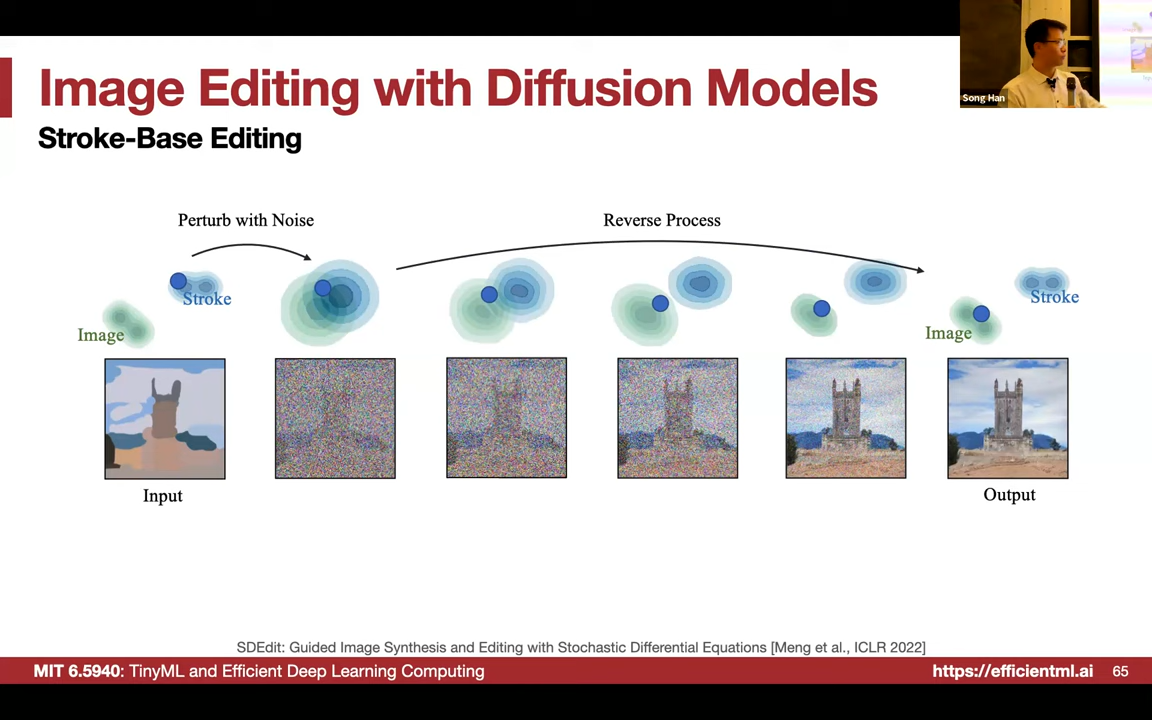 Image Editing with Diffusion Models
Song Han
Stroke-Base Editing
Perturb with Noise
Reverse Process
Stroke
Image
Stroke
Image
Input
Output
SDEdit: Guided Image Synthesis and Editing with Stochastic Differential Equations [Meng et al., ICLR 2022]
MIT 6.5940: TinyML and Efficient Deep Learning Computing
https://efficientml.ai
65